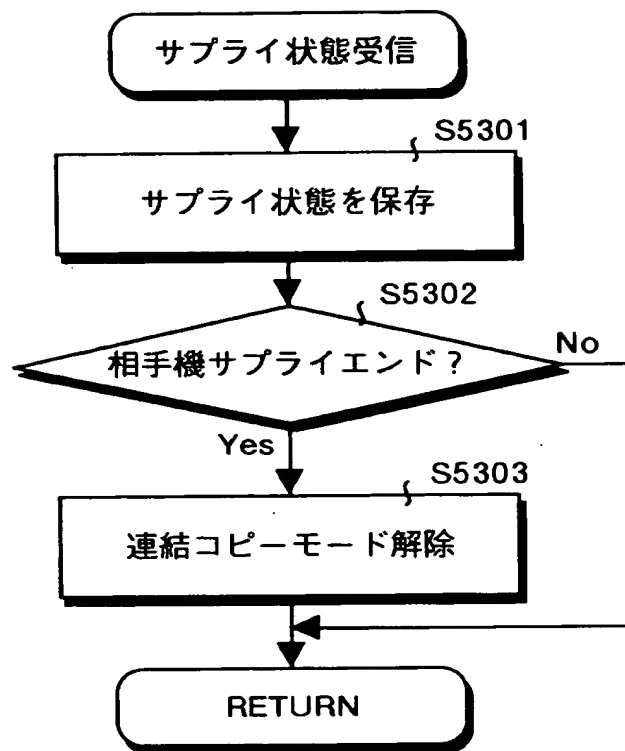 サプライ状態受信
S5301
サプライ状態を保存
S5302
相手機サプライエンド？
No
Yes
S5303
連結コピーモード解除
RETURN